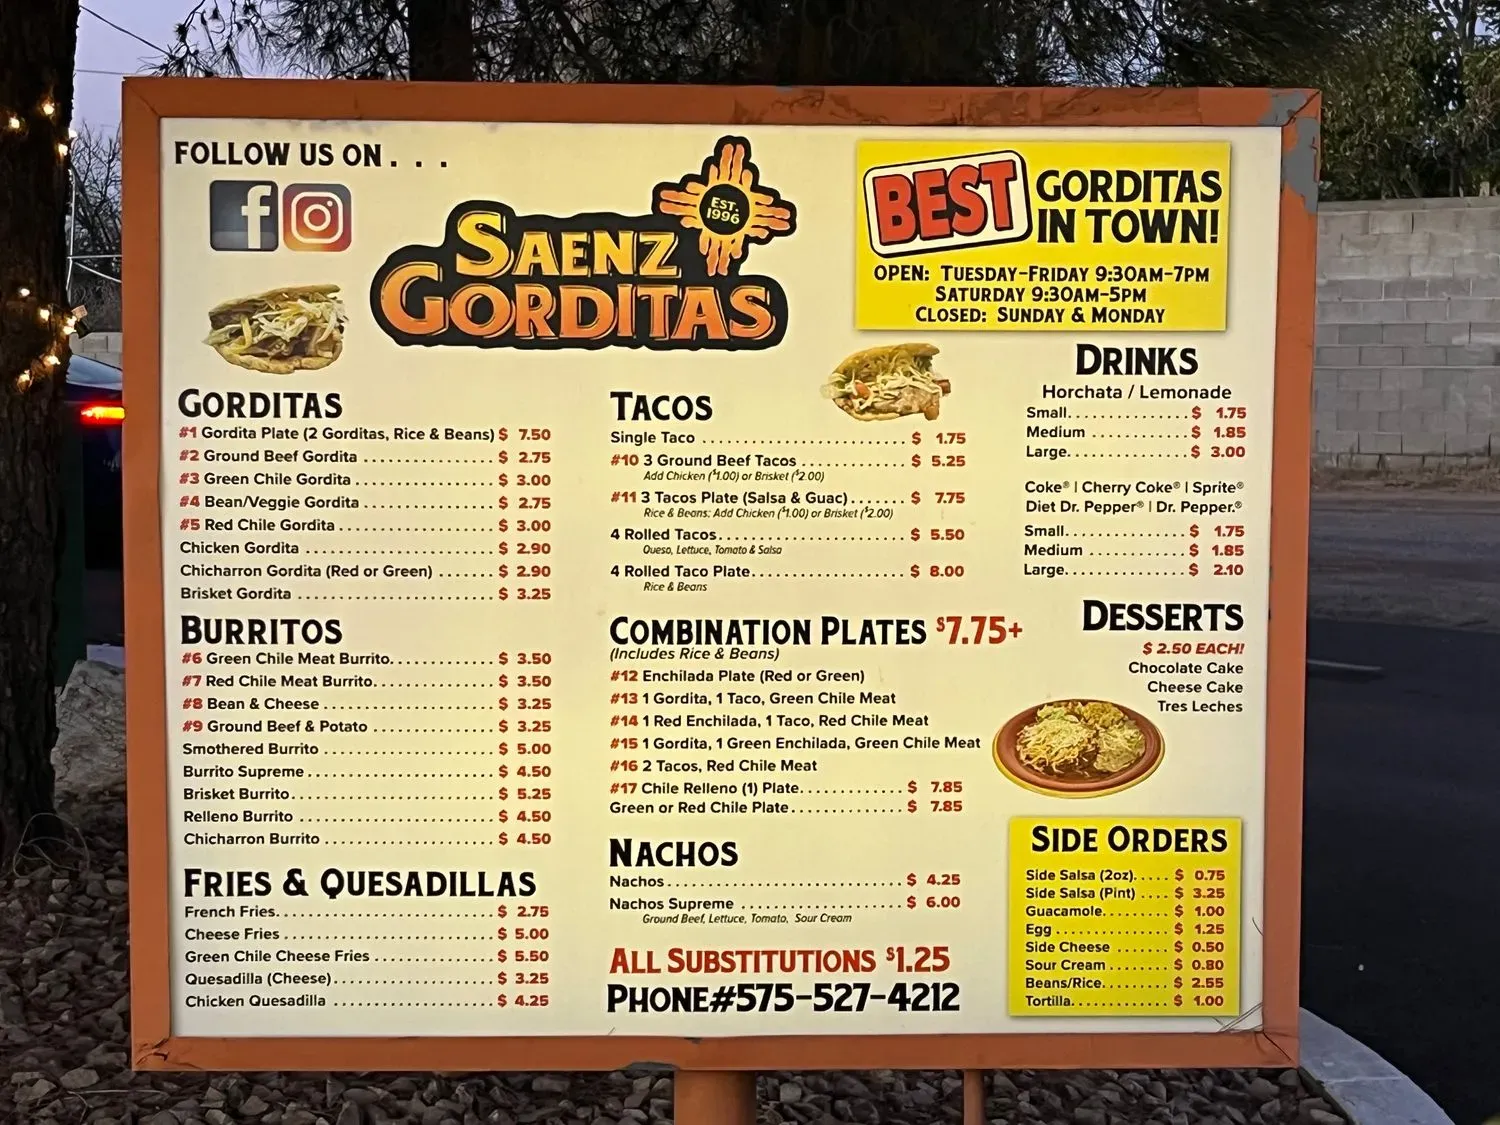 FOLLOW US ON . . .
f
EST.
1996
SAENZ
GORDITAS
BEST GORDITAS
IN TOWN!
OPEN: TUESDAY-FRIDAY 9:30AM-7PM
SATURDAY 9:30AM-5PM
CLOSED: SUNDAY & MONDAY
GORDITAS
#1 Gordita Plate (2 Gorditas, Rice & Beans) $ 7.50
#2 Ground Beef Gordita $ 2.75
#3 Green Chile Gordita $ 3.00
#4 Bean/Veggie Gordita $ 2.75
#5 Red Chile Gordita $ 3.00
Chicken Gordita $ 2.90
Chicharron Gordita (Red or Green) $ 2.90
Brisket Gordita $ 3.25
BURRITOS
#6 Green Chile Meat Burrito $ 3.50
#7 Red Chile Meat Burrito $ 3.50
#8 Bean & Cheese $ 3.25
#9 Ground Beef & Potato $ 3.25
Smothered Burrito $ 5.00
Burrito Supreme $ 4.50
Brisket Burrito $ 5.25
Relleno Burrito $ 4.50
Chicharron Burrito $ 4.50
FRIES & QUESADILLAS
French Fries $ 2.75
Cheese Fries $ 5.00
Green Chile Cheese Fries $ 5.50
Quesadilla (Cheese) $ 3.25
Chicken Quesadilla $ 4.25
TACOS
Single Taco $ 1.75
#10 3 Ground Beef Tacos $ 5.25
Add Chicken ($1.00) or Brisket ($2.00)
#11 3 Tacos Plate (Salsa & Guac) $ 7.75
Rice & Beans: Add Chicken ($1.00) or Brisket ($2.00)
4 Rolled Tacos $ 5.50
Queso, Lettuce, Tomato & Salsa
4 Rolled Taco Plate $ 8.00
Rice & Beans
COMBINATION PLATES $7.75+
(Includes Rice & Beans)
#12 Enchilada Plate (Red or Green)
#13 1 Gordita, 1 Taco, Green Chile Meat
#14 1 Red Enchilada, 1 Taco, Red Chile Meat
#15 1 Gordita, 1 Green Enchilada, Green Chile Meat
#16 2 Tacos, Red Chile Meat
#17 Chile Relleno (1) Plate $ 7.85
Green or Red Chile Plate $ 7.85
NACHOS
Nachos $ 4.25
Nachos Supreme $ 6.00
Ground Beef, Lettuce, Tomato, Sour Cream
ALL SUBSTITUTIONS $1.25
PHONE#575-527-4212
DRINKS
Horchata / Lemonade
Small $ 1.75
Medium $ 1.85
Large $ 3.00
Coke® | Cherry Coke® | Sprite®
Diet Dr. Pepper® | Dr. Pepper.®
Small $ 1.75
Medium $ 1.85
Large $ 2.10
DESSERTS
$ 2.50 EACH!
Chocolate Cake
Cheese Cake
Tres Leches
SIDE ORDERS
Side Salsa (2oz) $ 0.75
Side Salsa (Pint) $ 3.25
Guacamole $ 1.00
Egg $ 1.25
Side Cheese $ 0.50
Sour Cream $ 0.80
Beans/Rice $ 2.55
Tortilla $ 1.00